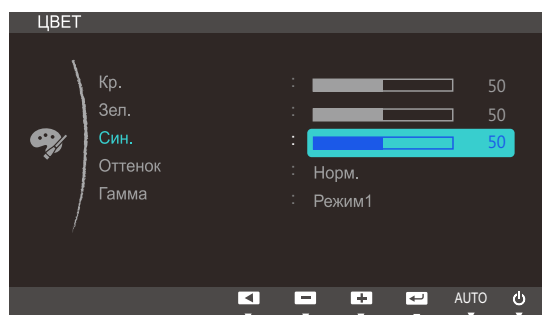 ЦВЕТ
Кр. : 50
Зел. : 50
Син. : 50
Оттенок : Норм.
Гамма : Режим1
AUTO